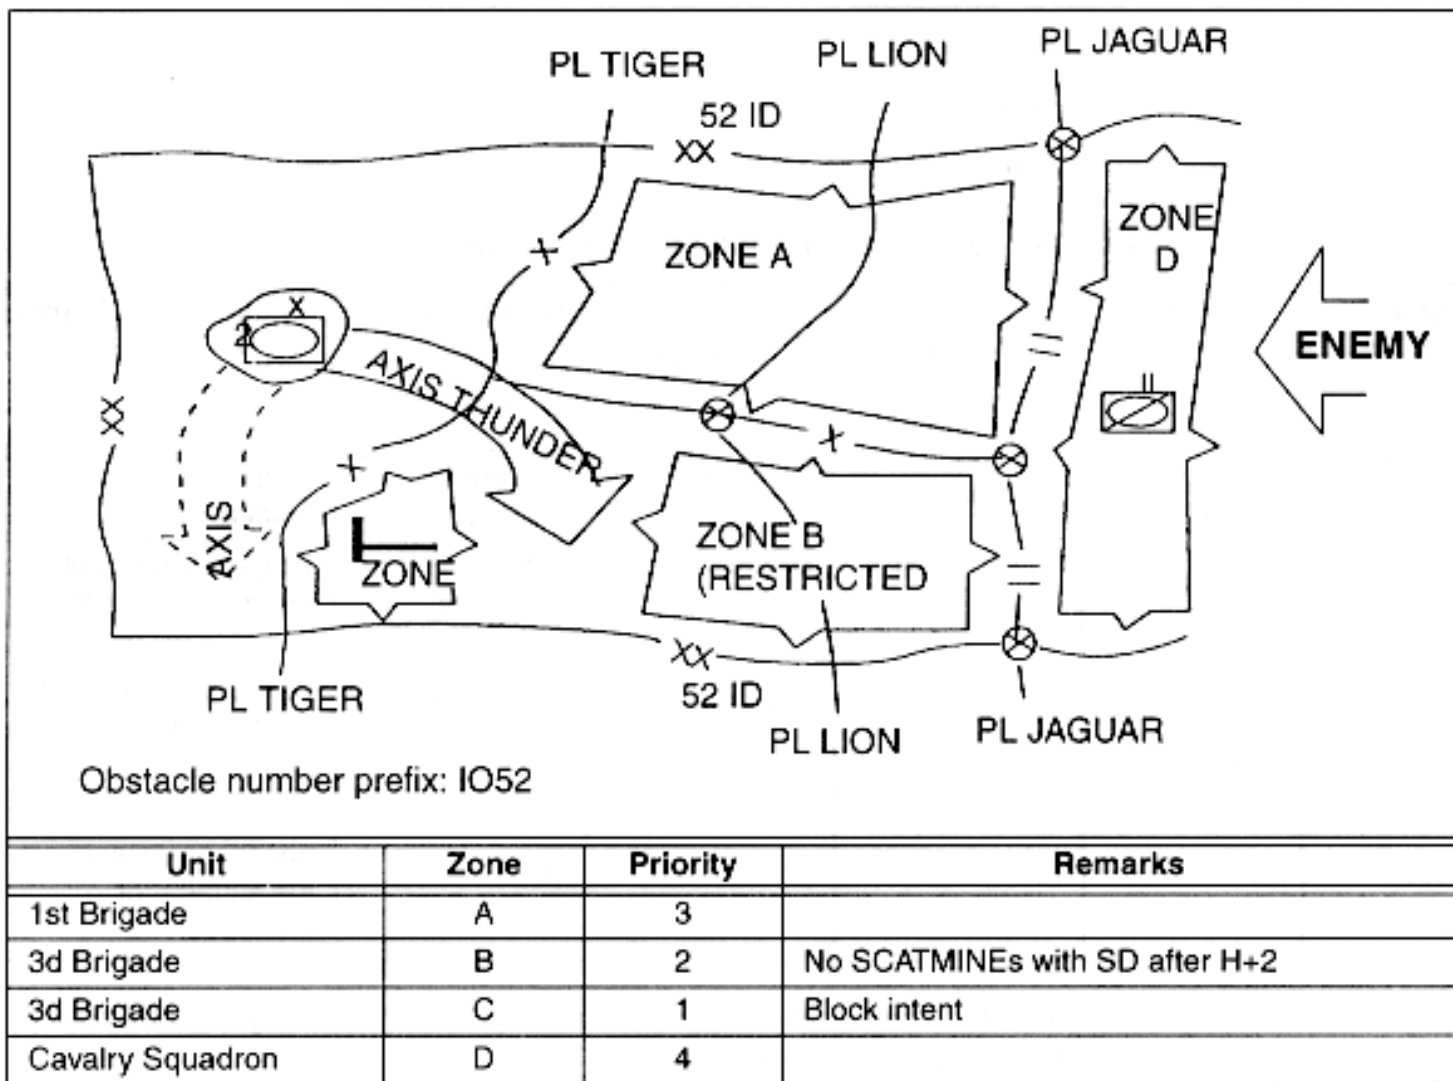 PL JAGUAR
PL LION
PL TIGER
52 ID
XX
ZONE A
ZONE D
X
X
2
ENEMY
AXIS THUNDER
XX
X
X
AXIS
ZONE
ZONE B
(RESTRICTED
XX
52 ID
PL TIGER
PL LION
PL JAGUAR
Obstacle number prefix: IO52
Unit Zone Priority Remarks
1st Brigade A 3
3d Brigade B 2 No SCATMINEs with SD after H+2
3d Brigade C 1 Block intent
Cavalry Squadron D 4